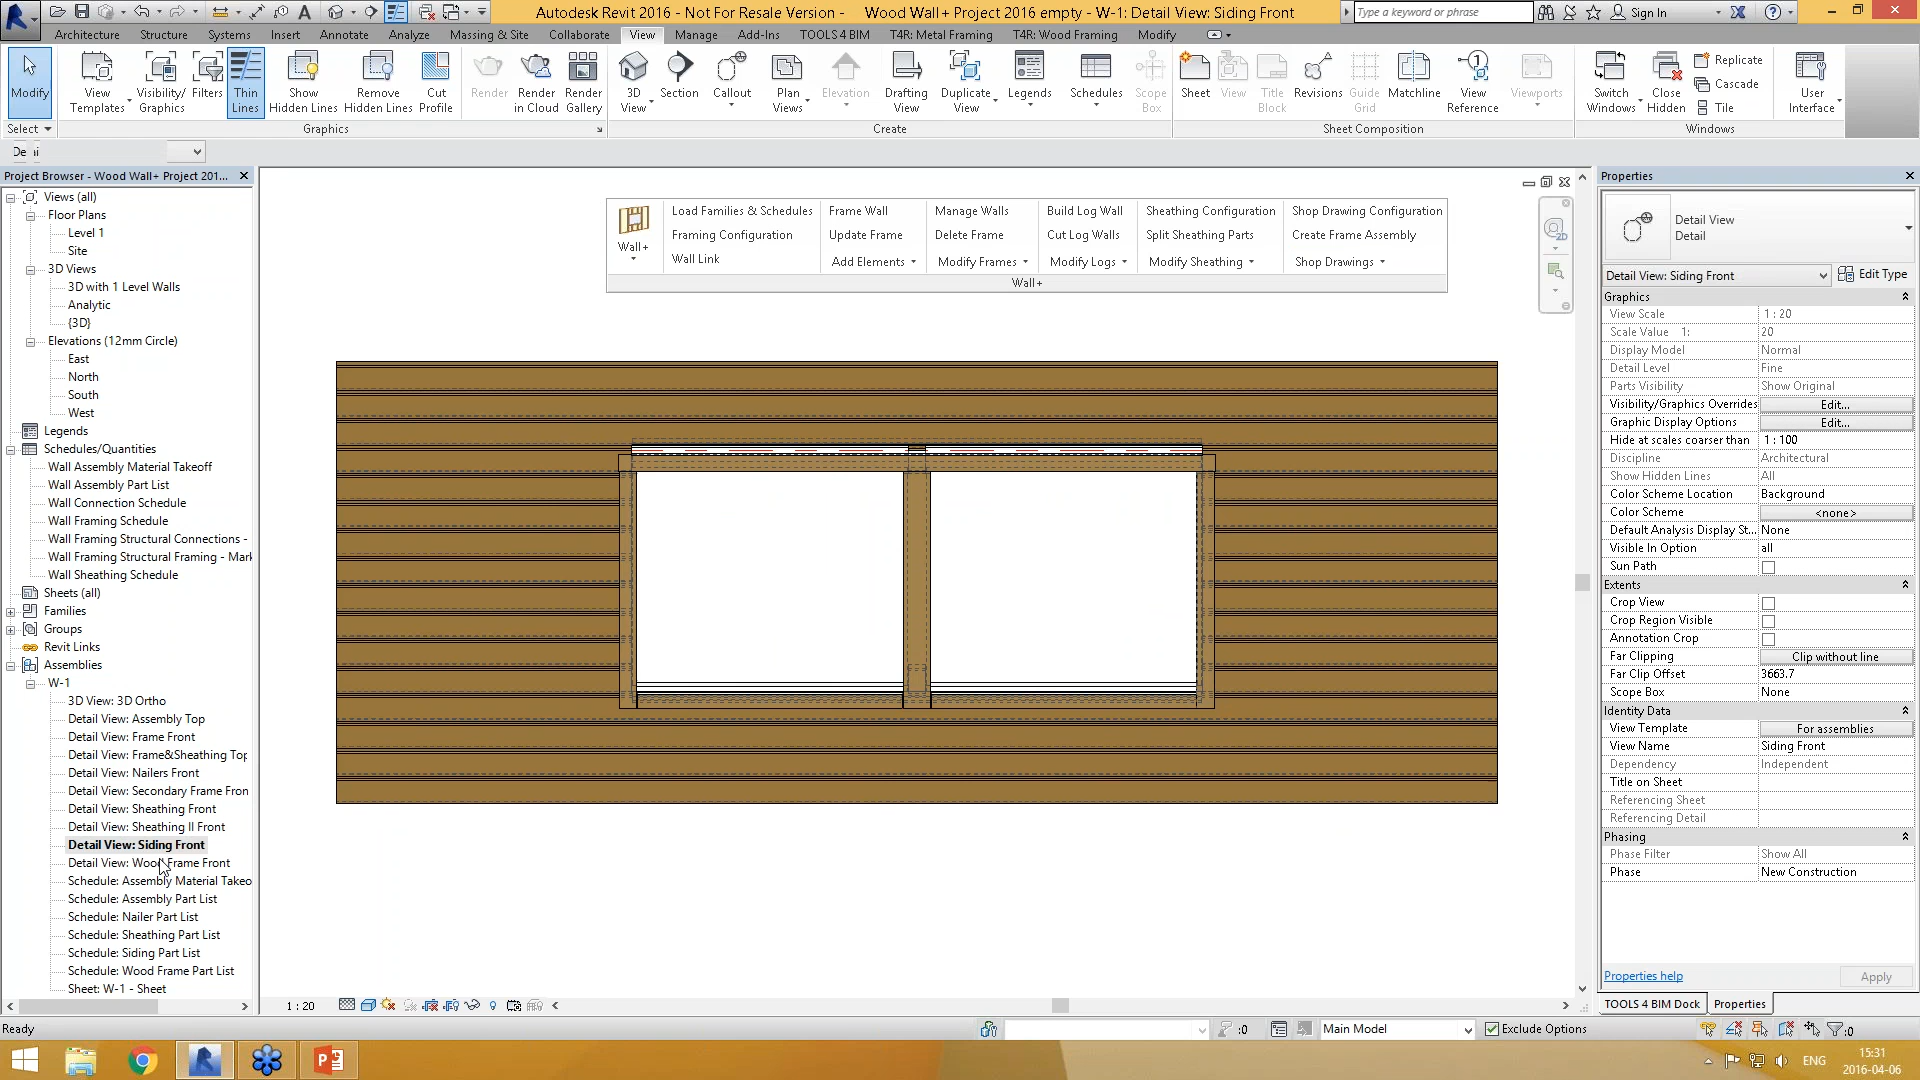 Autodesk Revit 2016 - Not For Resale Version - Wood Wall+ Project 2016 empty - W-1: Detail View: Siding Front
Type a keyword or phrase
Sign In
Architecture Structure Systems Insert Annotate Analyze Massing & Site Collaborate View Manage Add-Ins TOOLS 4 BIM T4R: Metal Framing T4R: Wood Framing Modify
Modify
View Templates
Visibility/ Graphics
Filters
Thin Lines
Show Hidden Lines
Remove Hidden Lines
Cut Profile
Render
Render in Cloud
Render Gallery
3D View
Section
Callout
Plan Views
Elevation
Drafting View
Duplicate View
Legends
Schedules
Scope Box
Sheet
View
Title Block
Revisions
Guide Grid
Matchline
View Reference
Viewports
Switch Windows
Close Hidden
Replicate
Cascade
Tile
User Interface
Select
Graphics
Create
Sheet Composition
Windows
Project Browser - Wood Wall+ Project 201...
Views (all)
Floor Plans
Level 1
Site
3D Views
3D with 1 Level Walls
Analytic
{3D}
Elevations (12mm Circle)
East
North
South
West
Legends
Schedules/Quantities
Wall Assembly Material Takeoff
Wall Assembly Part List
Wall Connection Schedule
Wall Framing Schedule
Wall Framing Structural Connections -
Wall Framing Structural Framing - Mark
Wall Sheathing Schedule
Sheets (all)
Families
Groups
Revit Links
Assemblies
W-1
3D View: 3D Ortho
Detail View: Assembly Top
Detail View: Frame Front
Detail View: Frame&Sheathing Top
Detail View: Nailers Front
Detail View: Secondary Frame Fron
Detail View: Sheathing Front
Detail View: Sheathing II Front
Detail View: Siding Front
Detail View: Wood Frame Front
Schedule: Assembly Material Takeo
Schedule: Assembly Part List
Schedule: Nailer Part List
Schedule: Sheathing Part List
Schedule: Siding Part List
Schedule: Wood Frame Part List
Sheet: W-1 - Sheet
Wall+
Load Families & Schedules
Framing Configuration
Wall Link
Frame Wall
Update Frame
Add Elements
Manage Walls
Delete Frame
Modify Frames
Build Log Wall
Cut Log Walls
Modify Logs
Sheathing Configuration
Split Sheathing Parts
Modify Sheathing
Shop Drawing Configuration
Create Frame Assembly
Shop Drawings
Wall+
2D
Properties
Detail View
Detail
Detail View: Siding Front
Edit Type
Graphics
View Scale 1 : 20
Scale Value 1: 20
Display Model Normal
Detail Level Fine
Parts Visibility Show Original
Visibility/Graphics Overrides Edit...
Graphic Display Options Edit...
Hide at scales coarser than 1 : 100
Discipline Architectural
Show Hidden Lines All
Color Scheme Location Background
Color Scheme <none>
Default Analysis Display St... None
Visible In Option all
Sun Path
Extents
Crop View
Crop Region Visible
Annotation Crop
Far Clipping Clip without line
Far Clip Offset 3663.7
Scope Box None
Identity Data
View Template For assemblies
View Name Siding Front
Dependency Independent
Title on Sheet
Referencing Sheet
Referencing Detail
Phasing
Phase Filter Show All
Phase New Construction
Properties help
Apply
TOOLS 4 BIM Dock Properties
1 : 20
Ready
:0
Main Model
Exclude Options
:0
ENG
15:31
2016-04-06